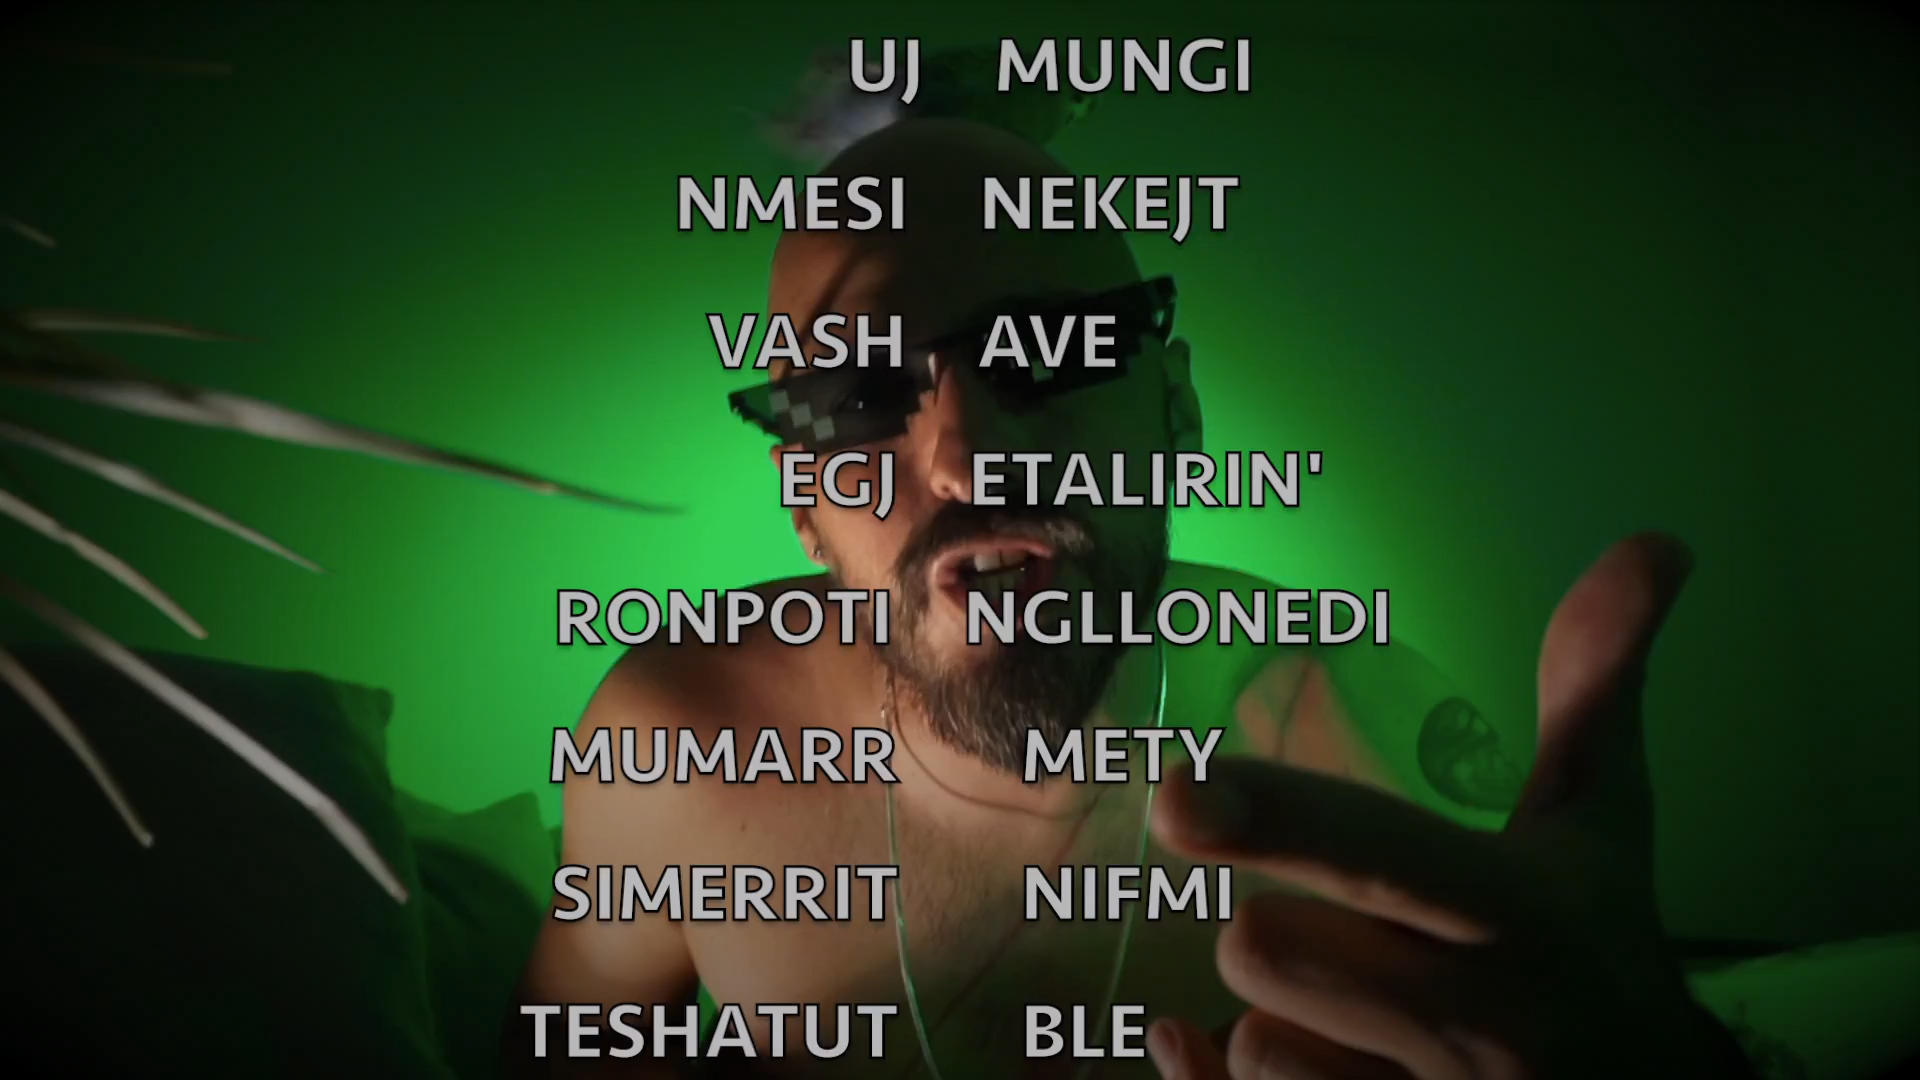 UJ MUNGI
NMESI NEKEJT
VASH AVE
EGJ ETALIRIN'
RONPOTI NGLLONEDI
MUMARR METY
SIMERRIT NIFMI
TESHATUT BLE